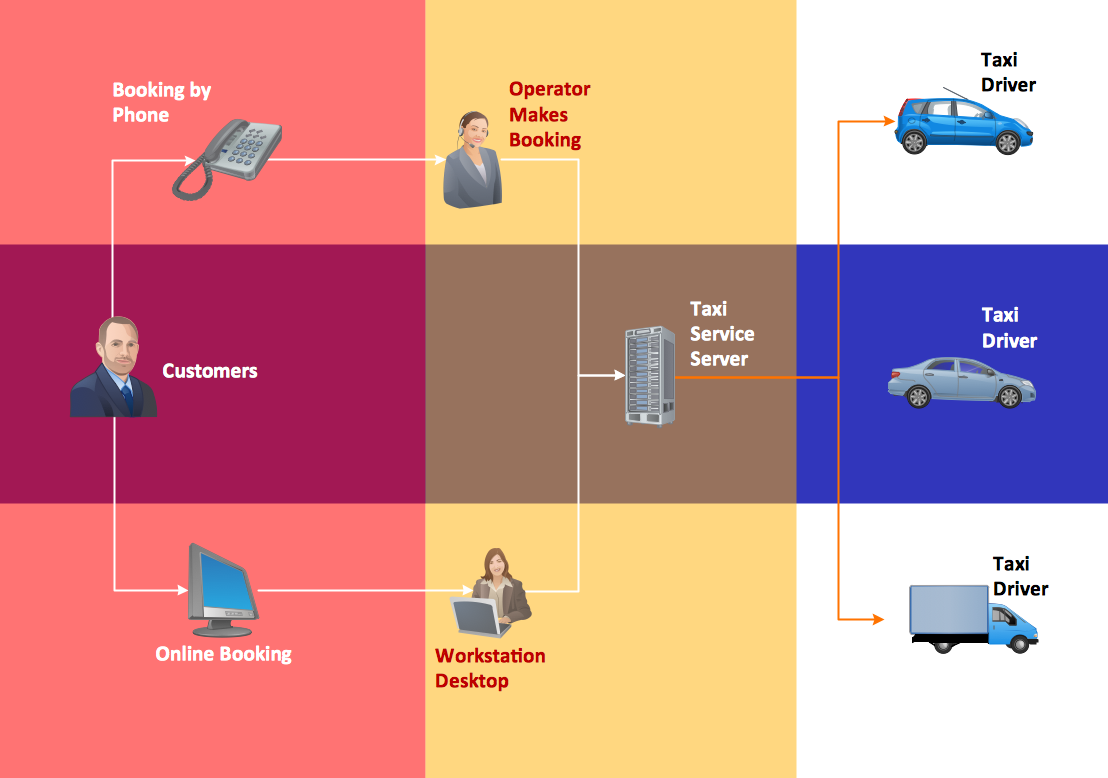 Booking by
Phone
Operator
Makes
Booking
Taxi
Driver
Customers
Taxi
Service
Server
Taxi
Driver
Online Booking
Workstation
Desktop
Taxi
Driver